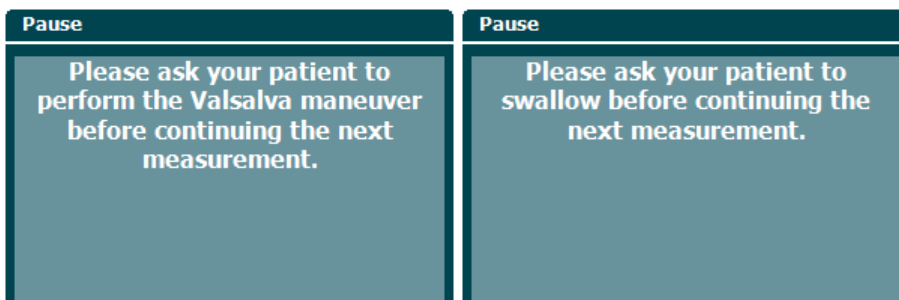 Pause
Please ask your patient to
perform the Valsalva maneuver
before continuing the next
measurement.
Pause
Please ask your patient to
swallow before continuing the
next measurement.